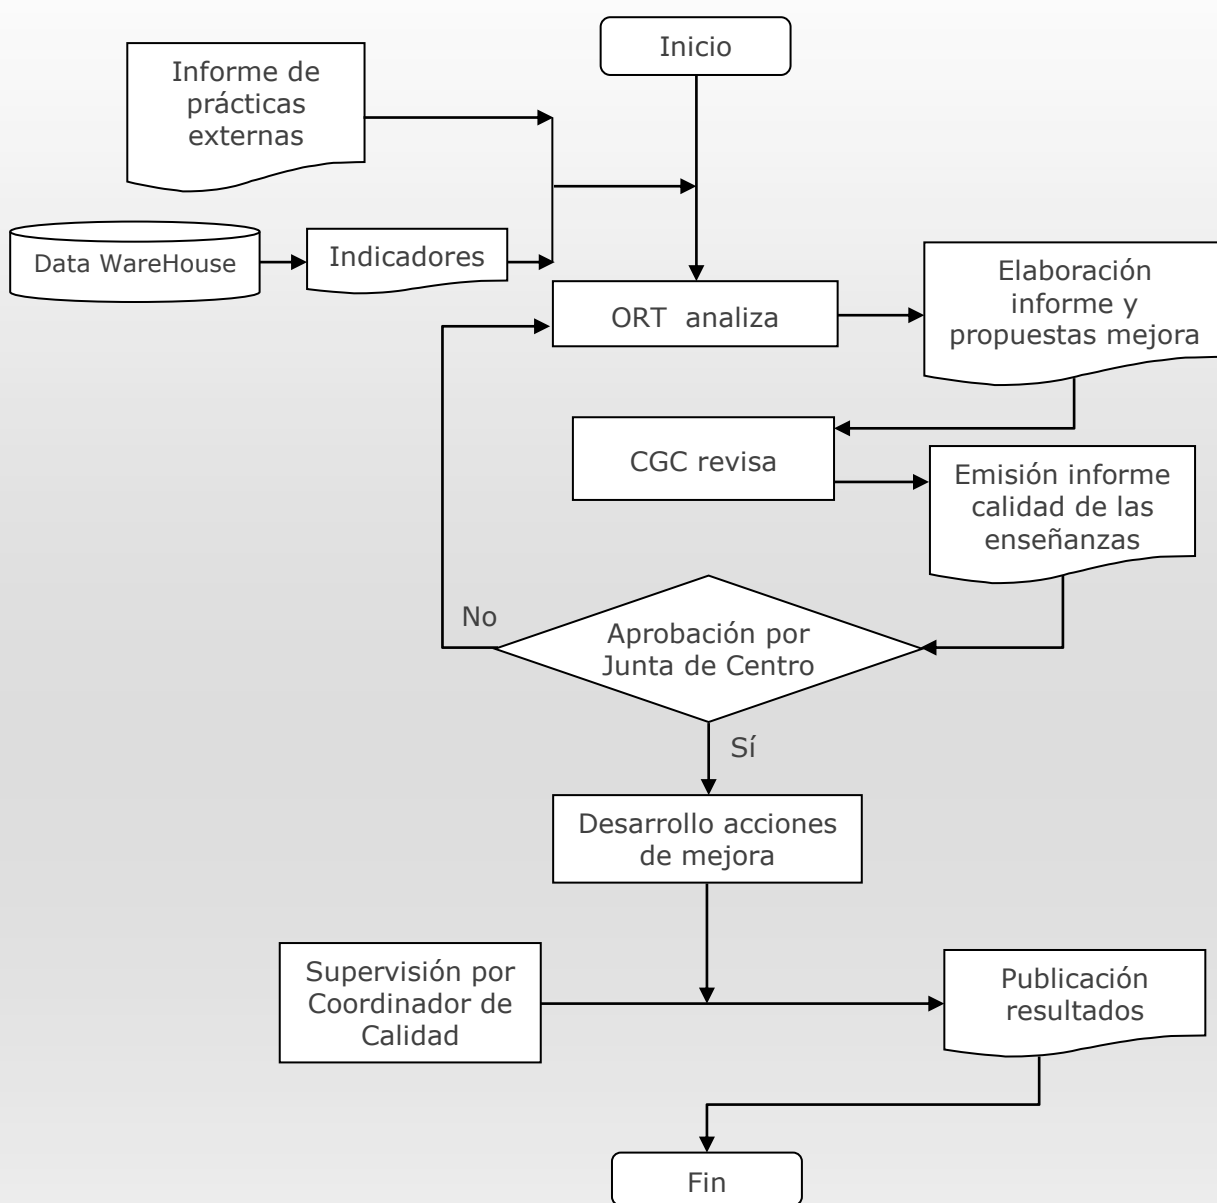 Inicio
Informe de
prácticas
externas
Data WareHouse
Indicadores
ORT analiza
Elaboración
informe y
propuestas mejora
CGC revisa
Emisión informe
calidad de las
enseñanzas
No
Aprobación por
Junta de Centro
Sí
Desarrollo acciones
de mejora
Supervisión por
Coordinador de
Calidad
Publicación
resultados
Fin